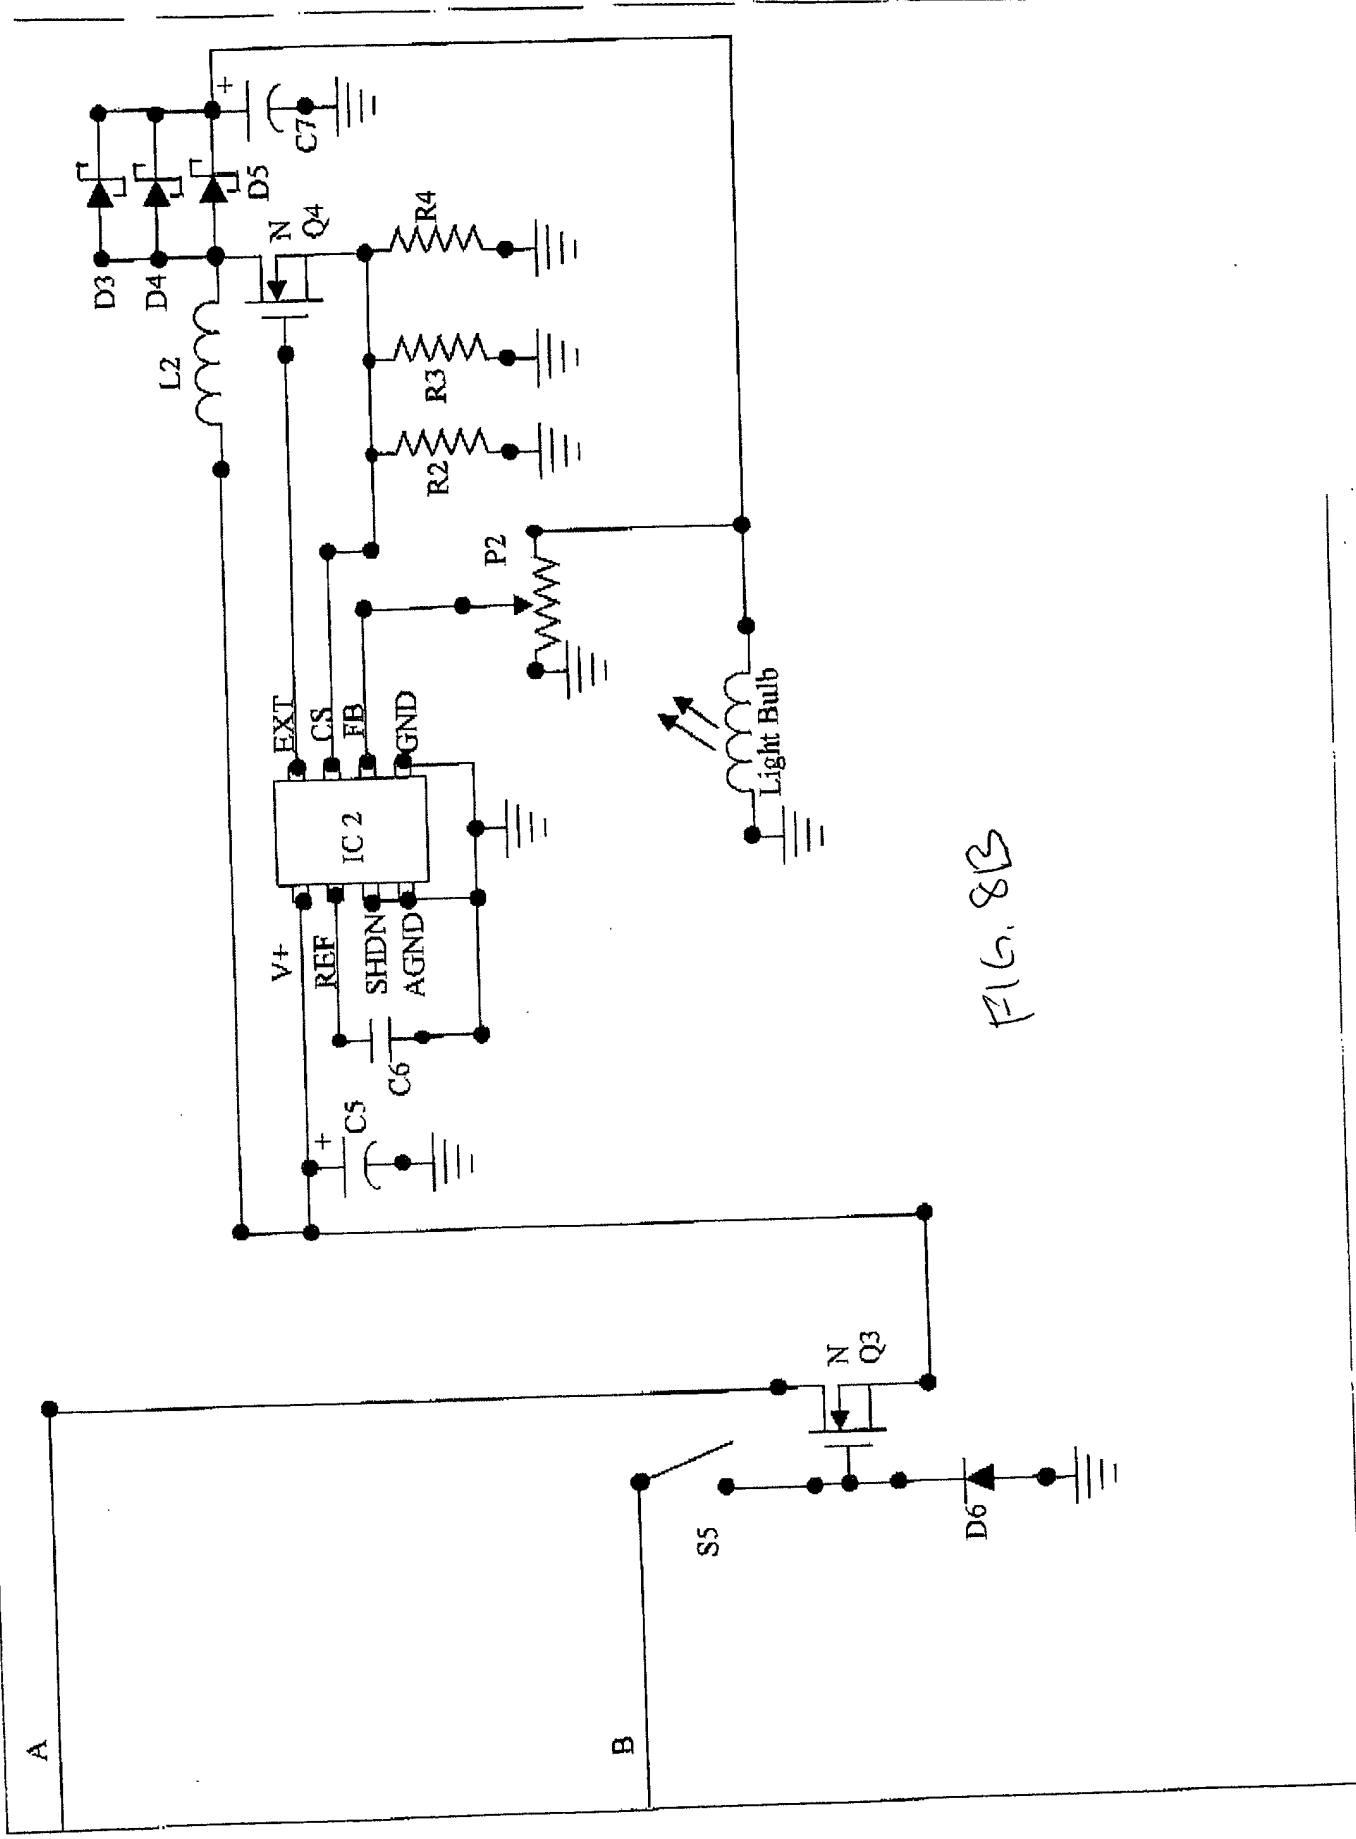 A
B
S5
D6
N
Q3
C5
+
C6
V+
REF
SHDN
AGND
IC 2
EXT
CS
FB
GND
L2
D3
D4
D5
N
Q4
+
C7
R2
R3
R4
P2
Light Bulb
FIG. 8B